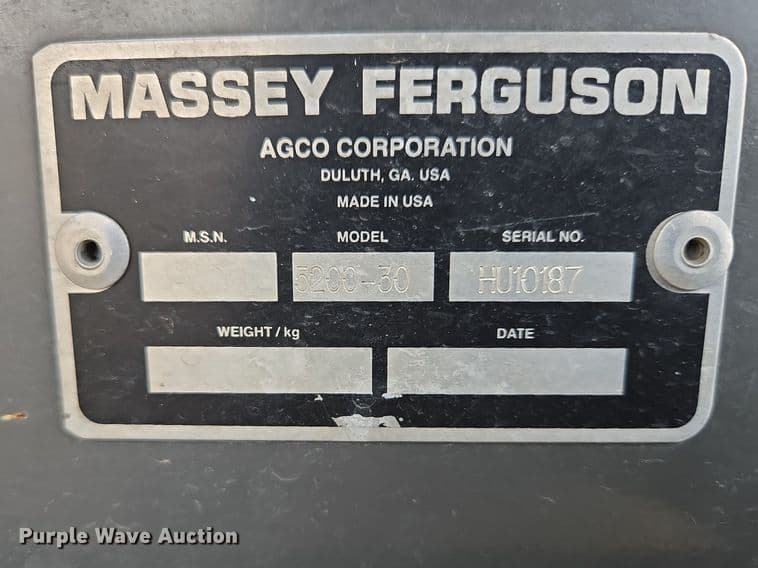 MASSEY FERGUSON
AGCO CORPORATION
DULUTH, GA. USA
MADE IN USA
M.S.N. MODEL SERIAL NO.
5200-30 HU10187
WEIGHT / kg DATE
Purple Wave Auction